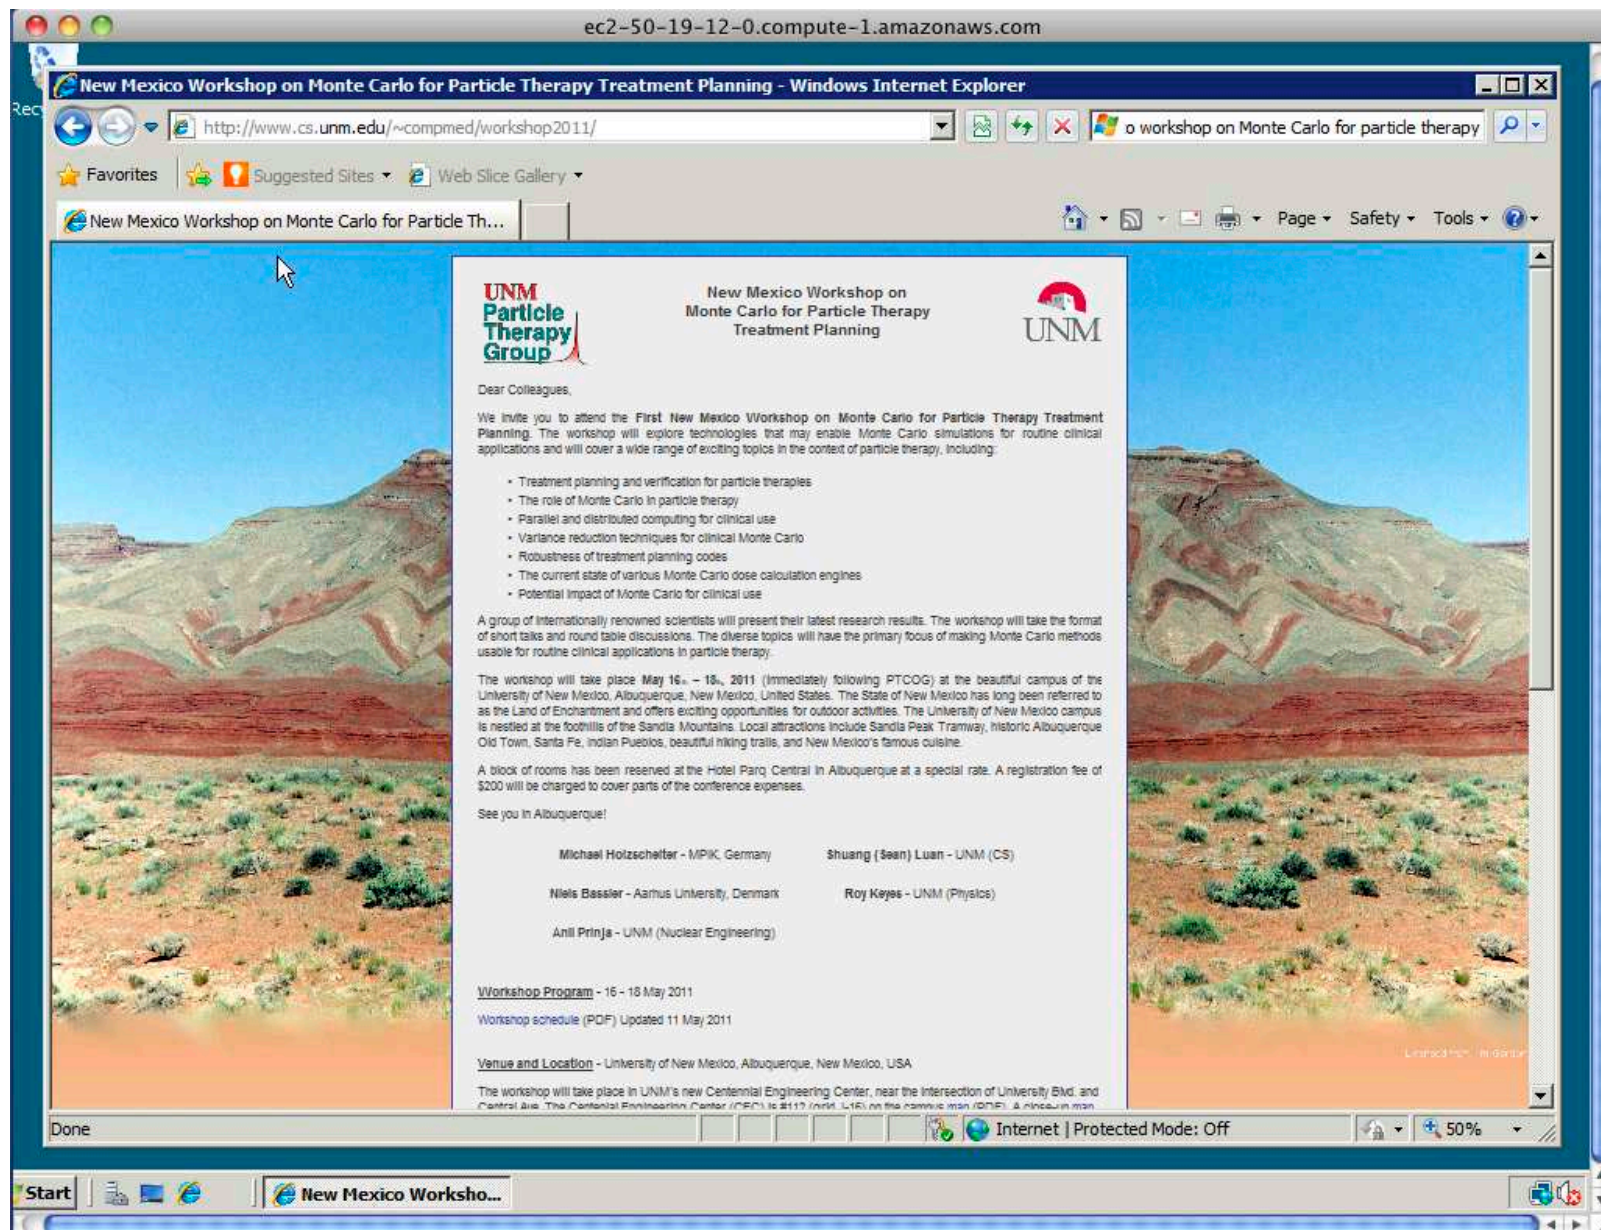 ec2-50-19-12-0.compute-1.amazonaws.com
New Mexico Workshop on Monte Carlo for Particle Therapy Treatment Planning - Windows Internet Explorer
Rec
http://www.cs.unm.edu/~compmed/workshop2011/
o workshop on Monte Carlo for particle therapy
Favorites
Suggested Sites
Web Slice Gallery
New Mexico Workshop on Monte Carlo for Particle Th...
Page
Safety
Tools
UNM
Particle
Therapy
Group
New Mexico Workshop on
Monte Carlo for Particle Therapy
Treatment Planning
UNM
Dear Colleagues,
We invite you to attend the First New Mexico Workshop on Monte Carlo for Particle Therapy Treatment
Planning. The workshop will explore technologies that may enable Monte Carlo simulations for routine clinical
applications and will cover a wide range of exciting topics in the context of particle therapy, including:
• Treatment planning and verification for particle therapies
• The role of Monte Carlo in particle therapy
• Parallel and distributed computing for clinical use
• Variance reduction techniques for clinical Monte Carlo
• Robustness of treatment planning codes
• The current state of various Monte Carlo dose calculation engines
• Potential impact of Monte Carlo for clinical use
A group of internationally renowned scientists will present their latest research results. The workshop will take the format
of short talks and round table discussions. The diverse topics will have the primary focus of making Monte Carlo methods
usable for routine clinical applications in particle therapy.
The workshop will take place May 16th – 18th, 2011 (immediately following PTCOG) at the beautiful campus of the
University of New Mexico, Albuquerque, New Mexico, United States. The State of New Mexico has long been referred to
as the Land of Enchantment and offers exciting opportunities for outdoor activities. The University of New Mexico campus
is nestled at the foothills of the Sandia Mountains. Local attractions include Sandia Peak Tramway, historic Albuquerque
Old Town, Santa Fe, Indian Pueblos, beautiful hiking trails, and New Mexico's famous cuisine.
A block of rooms has been reserved at the Hotel Parq Central in Albuquerque at a special rate. A registration fee of
$200 will be charged to cover parts of the conference expenses.
See you in Albuquerque!
Michael Holzscheiter - MPIK, Germany
Shuang (Sean) Luan - UNM (CS)
Niels Bassler - Aarhus University, Denmark
Roy Keyes - UNM (Physics)
Anil Prinja - UNM (Nuclear Engineering)
Workshop Program - 16 - 18 May 2011
Workshop schedule (PDF) Updated 11 May 2011
Venue and Location - University of New Mexico, Albuquerque, New Mexico, USA
The workshop will take place in UNM's new Centennial Engineering Center, near the intersection of University Blvd. and
Central Ave. The Centenial Engineering Center (CEC) is #112 (grid, J-16) on the campus map (PDF). A close-up map
Done
Internet | Protected Mode: Off
50%
Start
New Mexico Worksho...